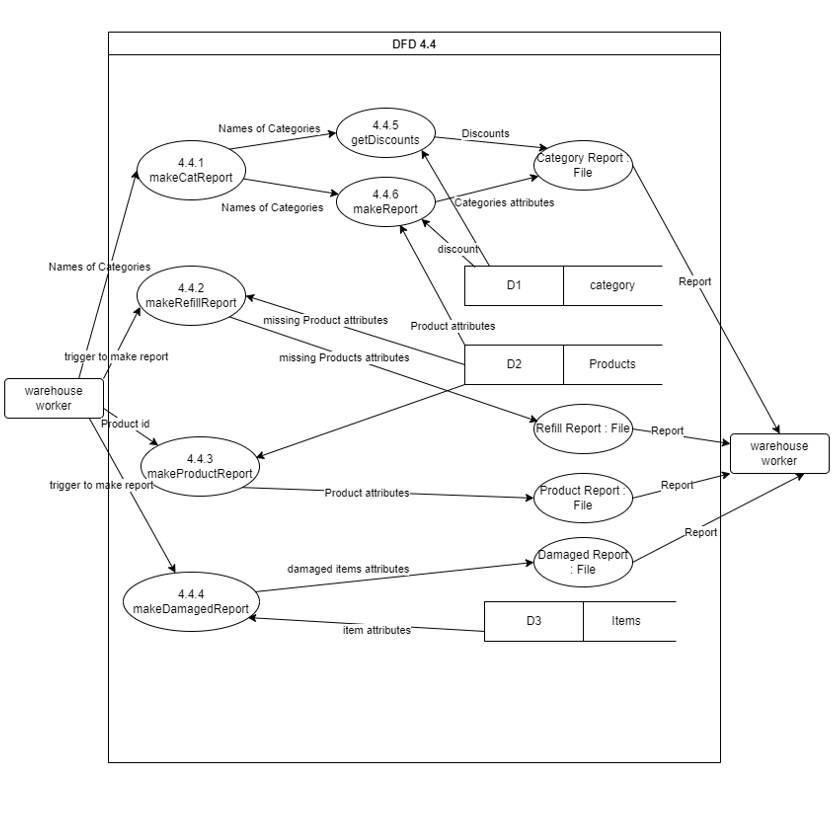 DFD 4.4
4.4.5
getDiscounts
Names of Categories
Discounts
4.4.1
makeCatReport
Category Report :
File
4.4.6
makeReport
Names of Categories
Categories attributes
discount
Names of Categories
D1
category
Report
4.4.2
makeRefillReport
missing Product attributes
Product attributes
trigger to make report
missing Products attributes
D2
Products
warehouse
worker
Product id
Refill Report : File
Report
warehouse
worker
4.4.3
makeProductReport
trigger to make report
Product attributes
Product Report :
File
Report
Report
damaged items attributes
Damaged Report
: File
4.4.4
makeDamagedReport
item attributes
D3
Items